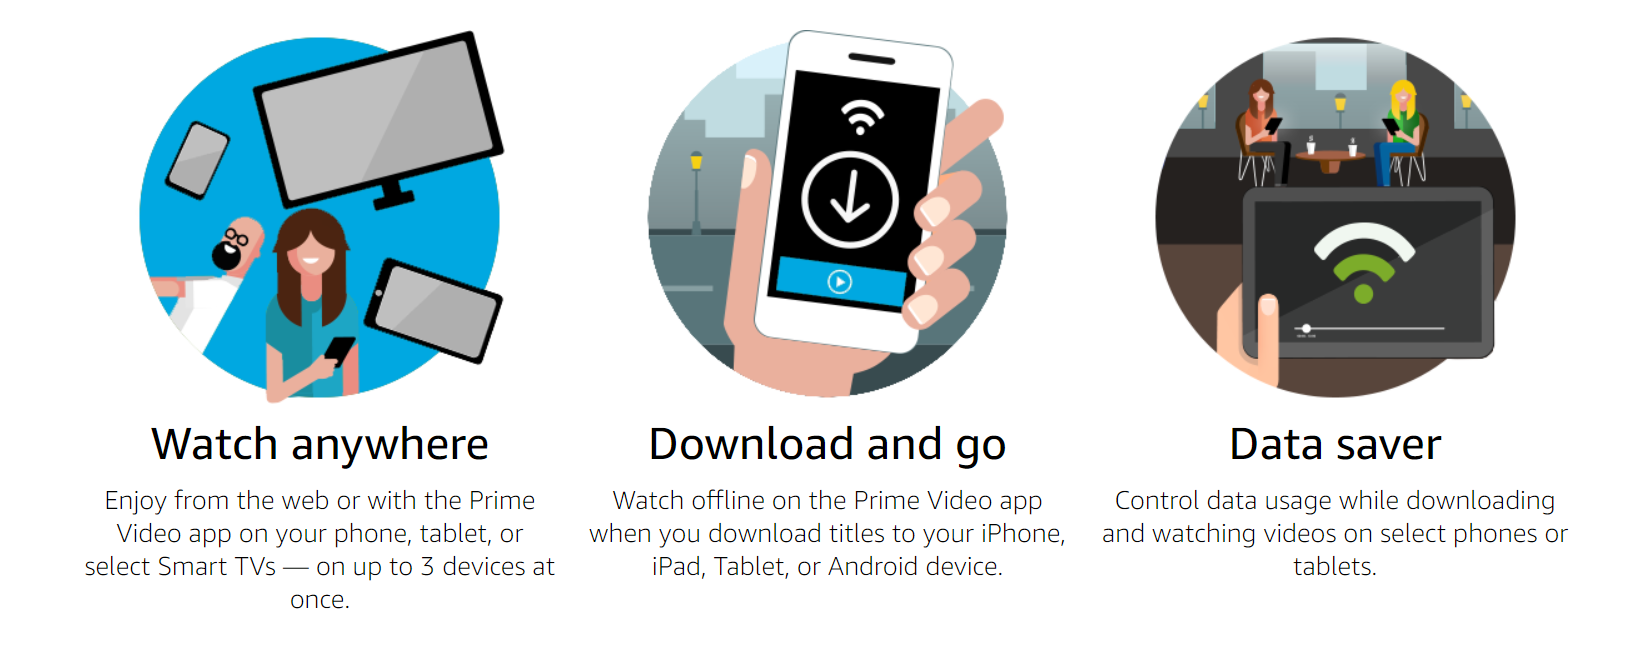 Watch anywhere
Enjoy from the web or with the Prime
Video app on your phone, tablet, or
select Smart TVs — on up to 3 devices at
once.
Download and go
Watch offline on the Prime Video app
when you download titles to your iPhone,
iPad, Tablet, or Android device.
Data saver
Control data usage while downloading
and watching videos on select phones or
tablets.